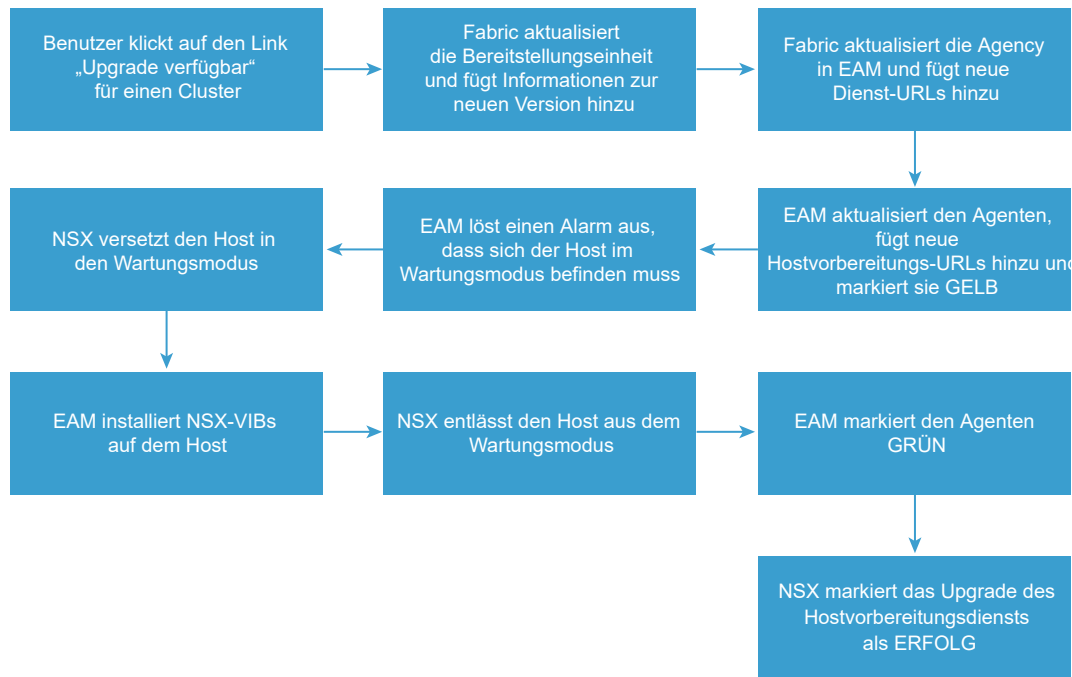 Benutzer klickt auf den Link
„Upgrade verfügbar“
für einen Cluster
Fabric aktualisiert
die Bereitstellungseinheit
und fügt Informationen zur
neuen Version hinzu
Fabric aktualisiert die Agency
in EAM und fügt neue
Dienst-URLs hinzu
EAM aktualisiert den Agenten,
fügt neue
Hostvorbereitungs-URLs hinzu und
markiert sie GELB
EAM löst einen Alarm aus,
dass sich der Host im
Wartungsmodus befinden muss
NSX versetzt den Host in
den Wartungsmodus
EAM installiert NSX-VIBs
auf dem Host
NSX entlässt den Host aus dem
Wartungsmodus
EAM markiert den Agenten
GRÜN
NSX markiert das Upgrade des
Hostvorbereitungsdiensts
als ERFOLG